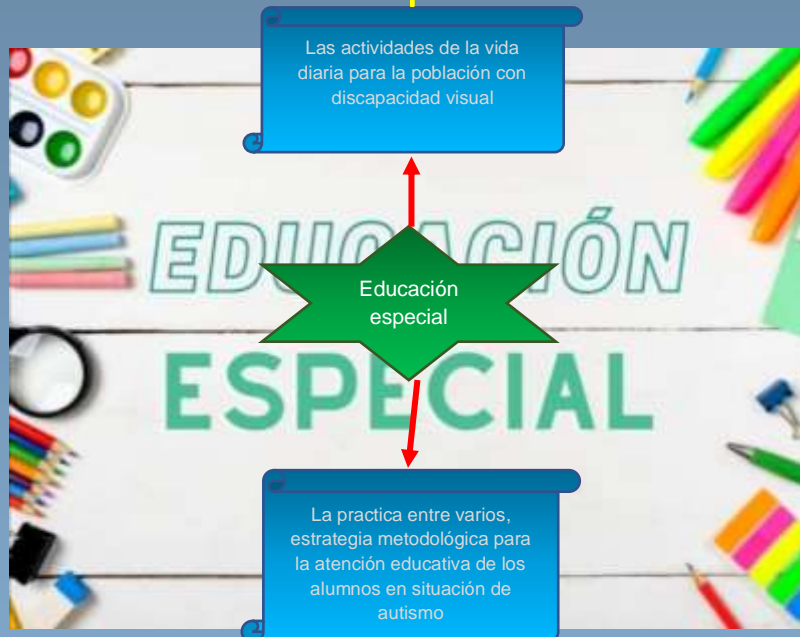 Las actividades de la vida
diaria para la población con
discapacidad visual
EDUCACIÓN
Educación
especial
ESPECIAL
La practica entre varios,
estrategia metodológica para
la atención educativa de los
alumnos en situación de
autismo